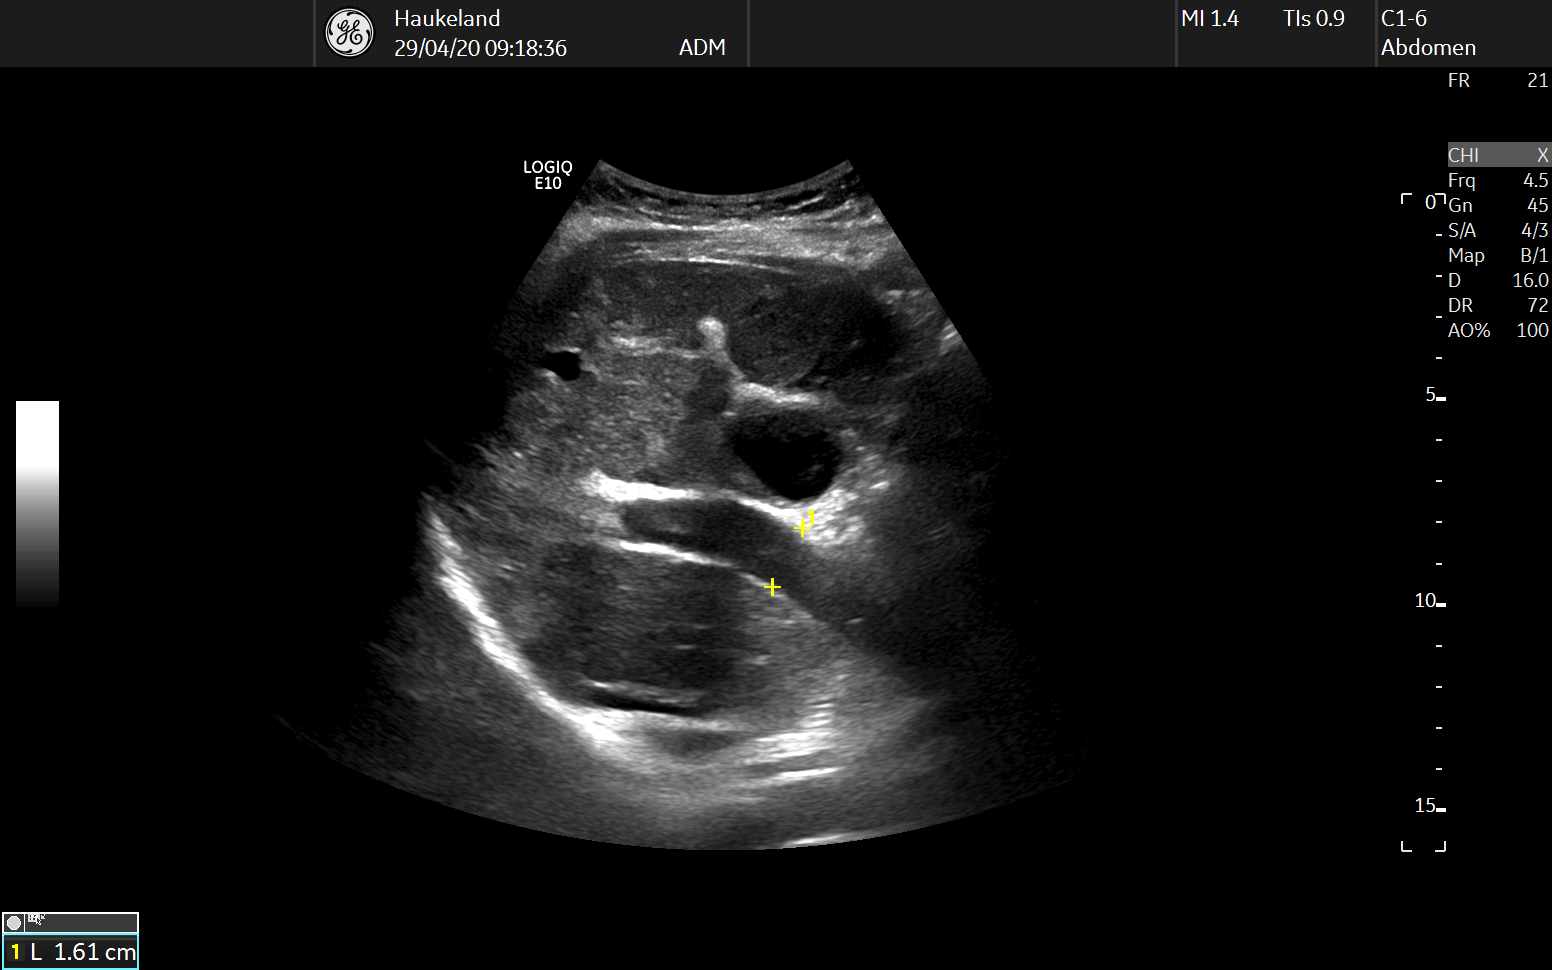 GE
Haukeland
29/04/20 09:18:36 ADM
MI 1.4 TIs 0.9
C1-6
Abdomen
FR 21
CHI X
Frq 4.5
Gn 45
S/A 4/3
Map B/1
D 16.0
DR 72
AO% 100
LOGIQ
E10
0
5
10
15
1
1 L 1.61 cm